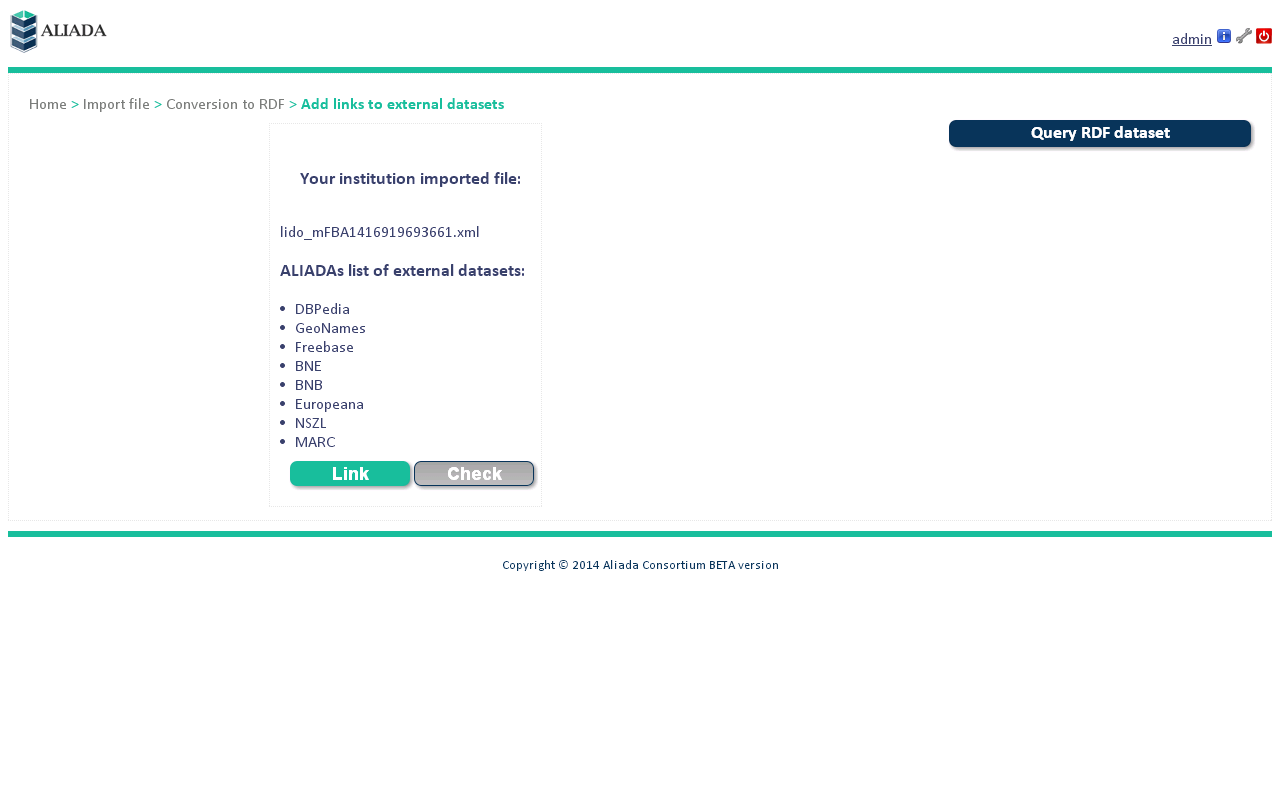 ALIADA
admin
Home > Import file > Conversion to RDF > Add links to external datasets
Query RDF dataset
Your institution imported file:
lido_mFBA1416919693661.xml
ALIADAs list of external datasets:
• DBPedia
• GeoNames
• Freebase
• BNE
• BNB
• Europeana
• NSZL
• MARC
Link Check
Copyright © 2014 Aliada Consortium BETA version